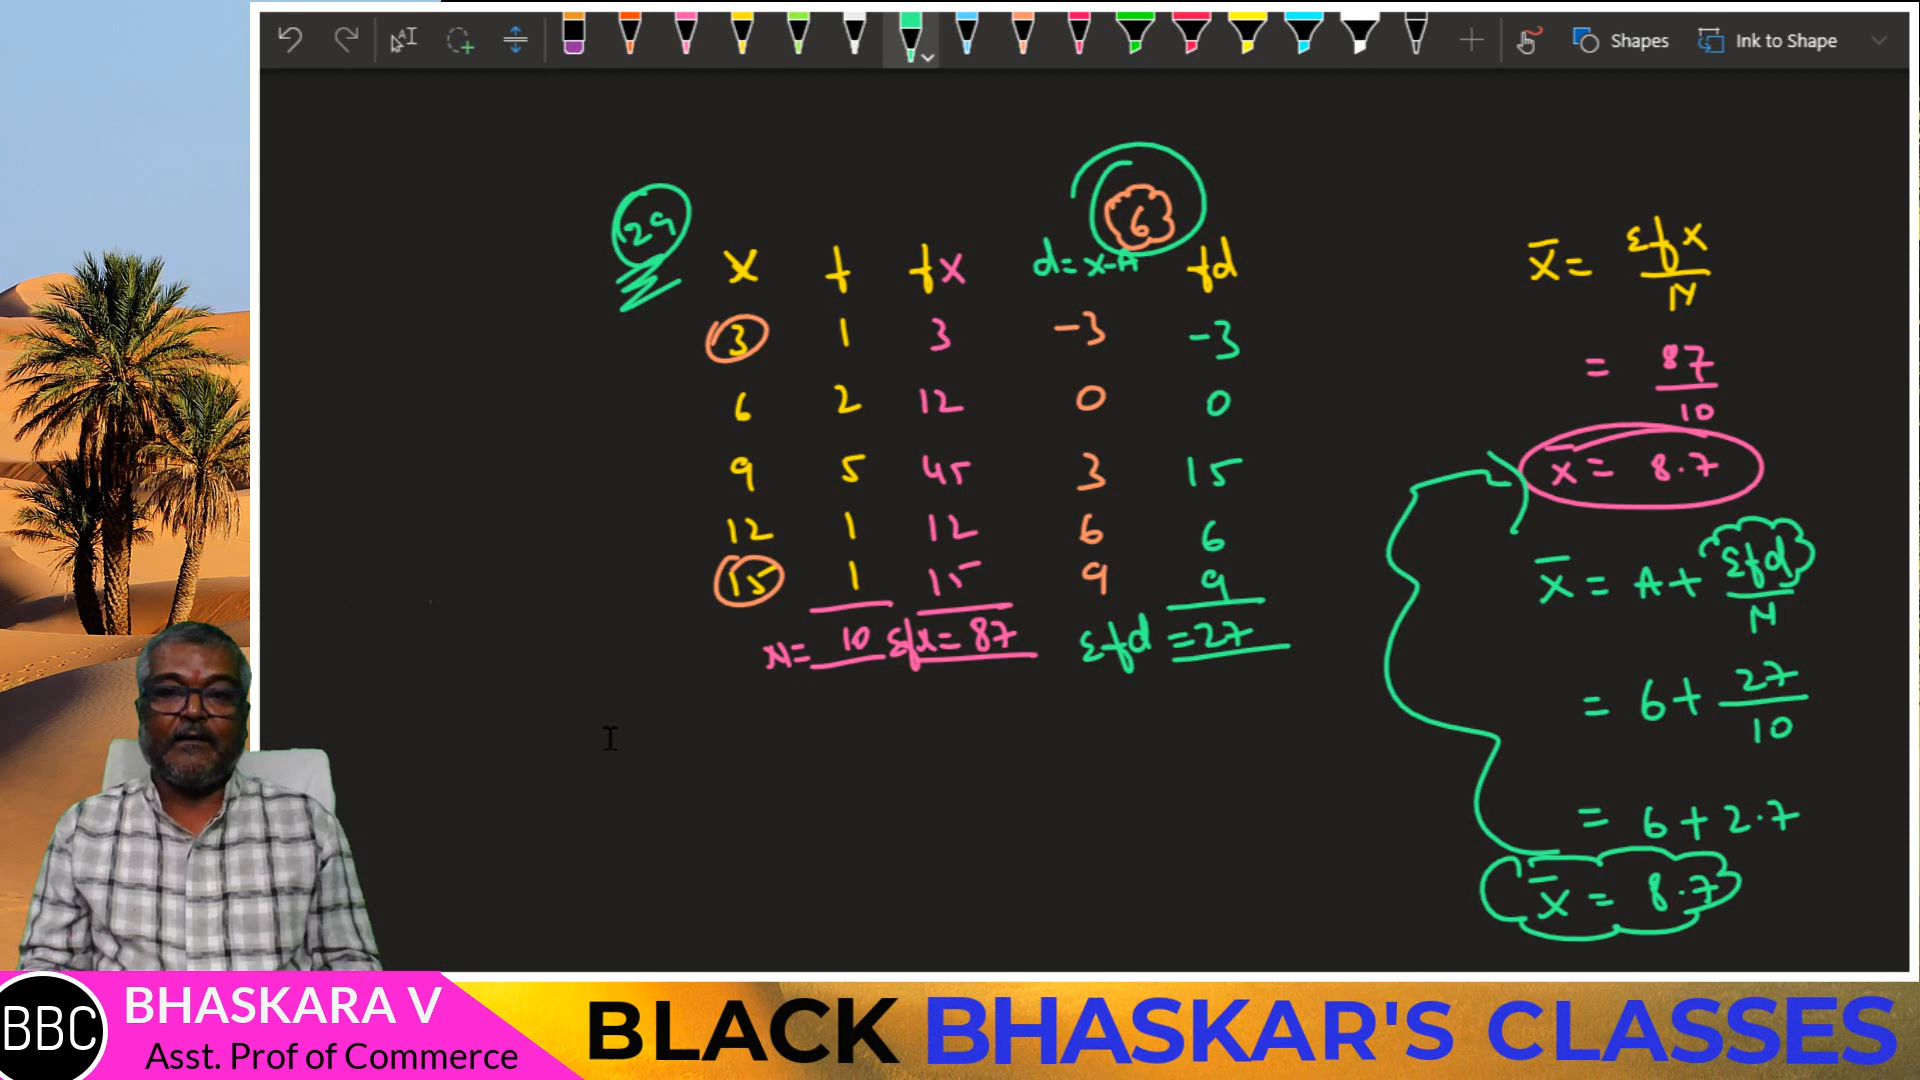 Shapes Ink to Shape
29
6
X f fX d=X-A fd
3 1 3 -3 -3
6 2 12 0 0
9 5 45 3 15
12 1 12 6 6
15 1 15 9 9
N= 10 Σfx= 87 Σfd =27
X̄ = ΣfX/N
= 87/10
X̄ = 8.7
X̄ = A+ Σfd/N
= 6+ 27/10
= 6+2.7
X̄ = 8.7
BBC
BHASKARA V
Asst. Prof of Commerce
BLACK BHASKAR'S CLASSES